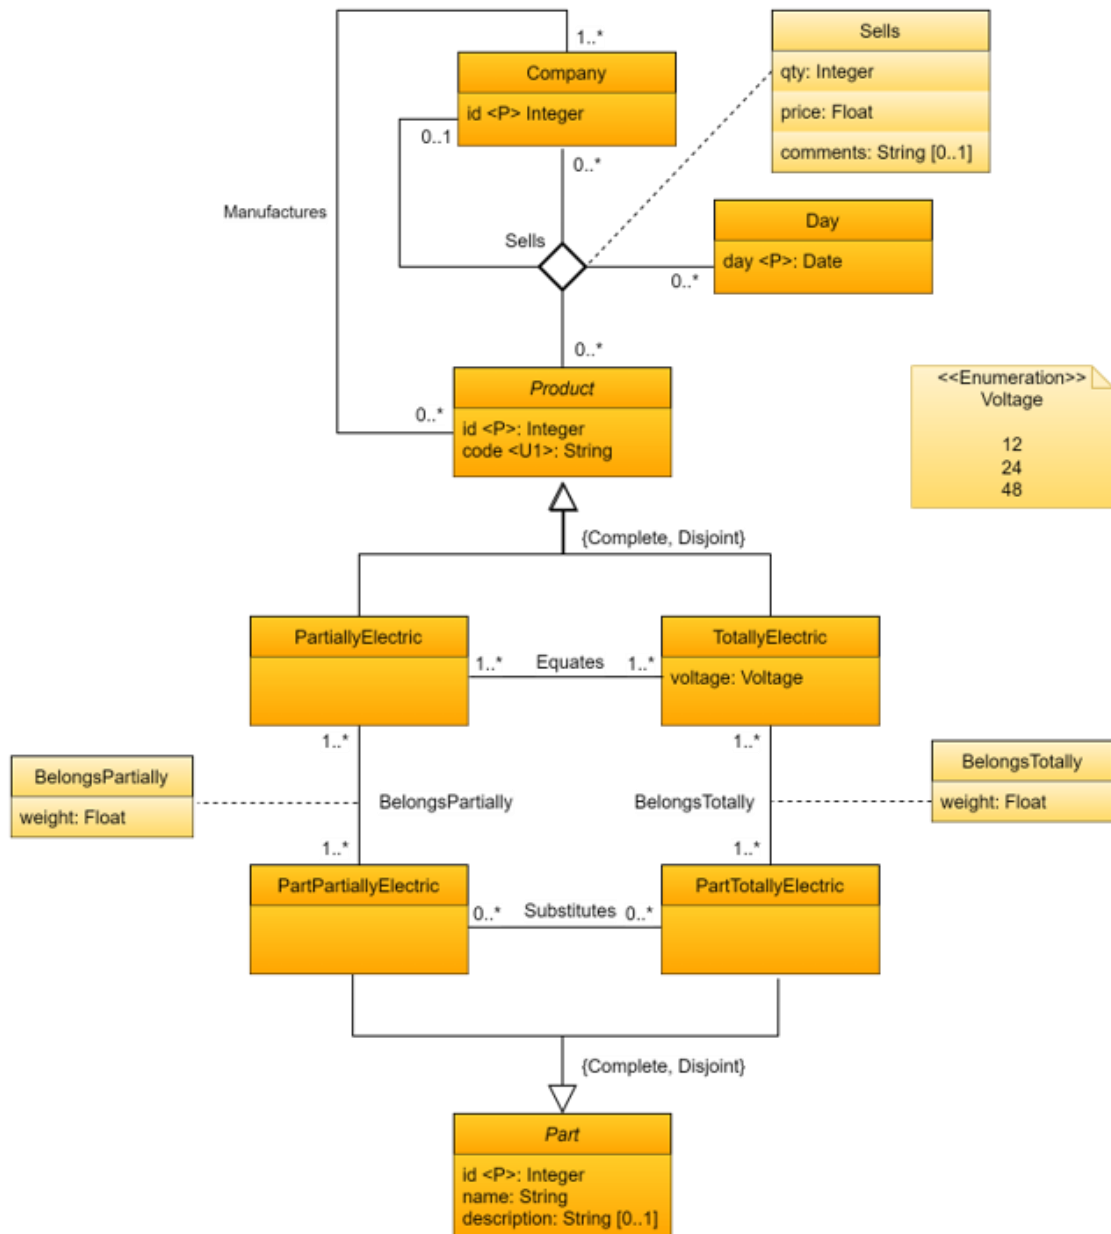 1..*
Company
id <P> Integer
0..1
0..*
Sells
qty: Integer
price: Float
comments: String [0..1]
Manufactures
Sells
Day
day <P>: Date
0..*
0..*
0..*
Product
id <P>: Integer
code <U1>: String
<<Enumeration>>
Voltage
12
24
48
{Complete, Disjoint}
PartiallyElectric
1..*
Equates
1..*
TotallyElectric
voltage: Voltage
1..*
1..*
BelongsPartially
weight: Float
BelongsPartially
BelongsTotally
BelongsTotally
weight: Float
1..*
1..*
PartPartiallyElectric
0..*
Substitutes
0..*
PartTotallyElectric
{Complete, Disjoint}
Part
id <P>: Integer
name: String
description: String [0..1]